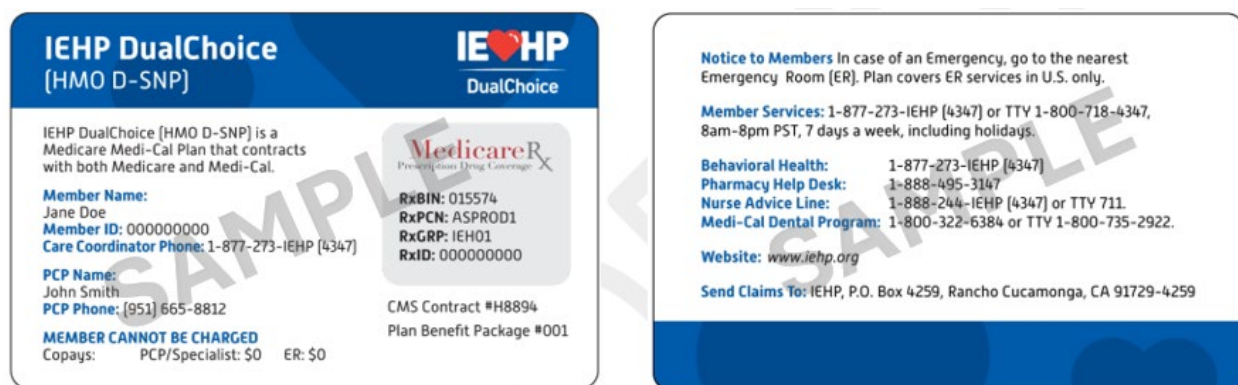 IEHP DualChoice
(HMO D-SNP)
IEHP
DualChoice
IEHP DualChoice (HMO D-SNP) is a
Medicare Medi-Cal Plan that contracts
with both Medicare and Medi-Cal.
Member Name:
Jane Doe
Member ID: 000000000
Care Coordinator Phone: 1-877-273-IEHP (4347)
PCP Name:
John Smith
PCP Phone: (951) 665-8812
MEMBER CANNOT BE CHARGED
Copays: PCP/Specialist: $0 ER: $0
MedicareRx
Prescription Drug Coverage
RxBIN: 015574
RxPCN: ASPROD1
RxGRP: IEH01
RxID: 000000000
CMS Contract #H8894
Plan Benefit Package #001
SAMPLE
Notice to Members In case of an Emergency, go to the nearest
Emergency Room (ER). Plan covers ER services in U.S. only.
Member Services: 1-877-273-IEHP (4347) or TTY 1-800-718-4347,
8am-8pm PST, 7 days a week, including holidays.
Behavioral Health: 1-877-273-IEHP (4347)
Pharmacy Help Desk: 1-888-495-3147
Nurse Advice Line: 1-888-244-IEHP (4347) or TTY 711.
Medi-Cal Dental Program: 1-800-322-6384 or TTY 1-800-735-2922.
Website: www.iehp.org
Send Claims To: IEHP, P.O. Box 4259, Rancho Cucamonga, CA 91729-4259
SAMPLE